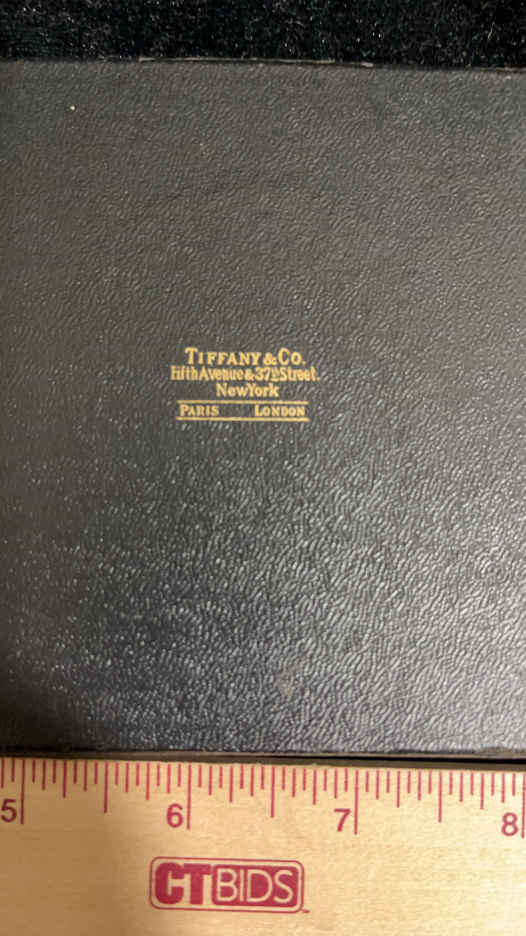 TIFFANY & CO.
Fifth Avenue & 37th Street.
New York
PARIS LONDON
5 6 7 8
CTBIDS